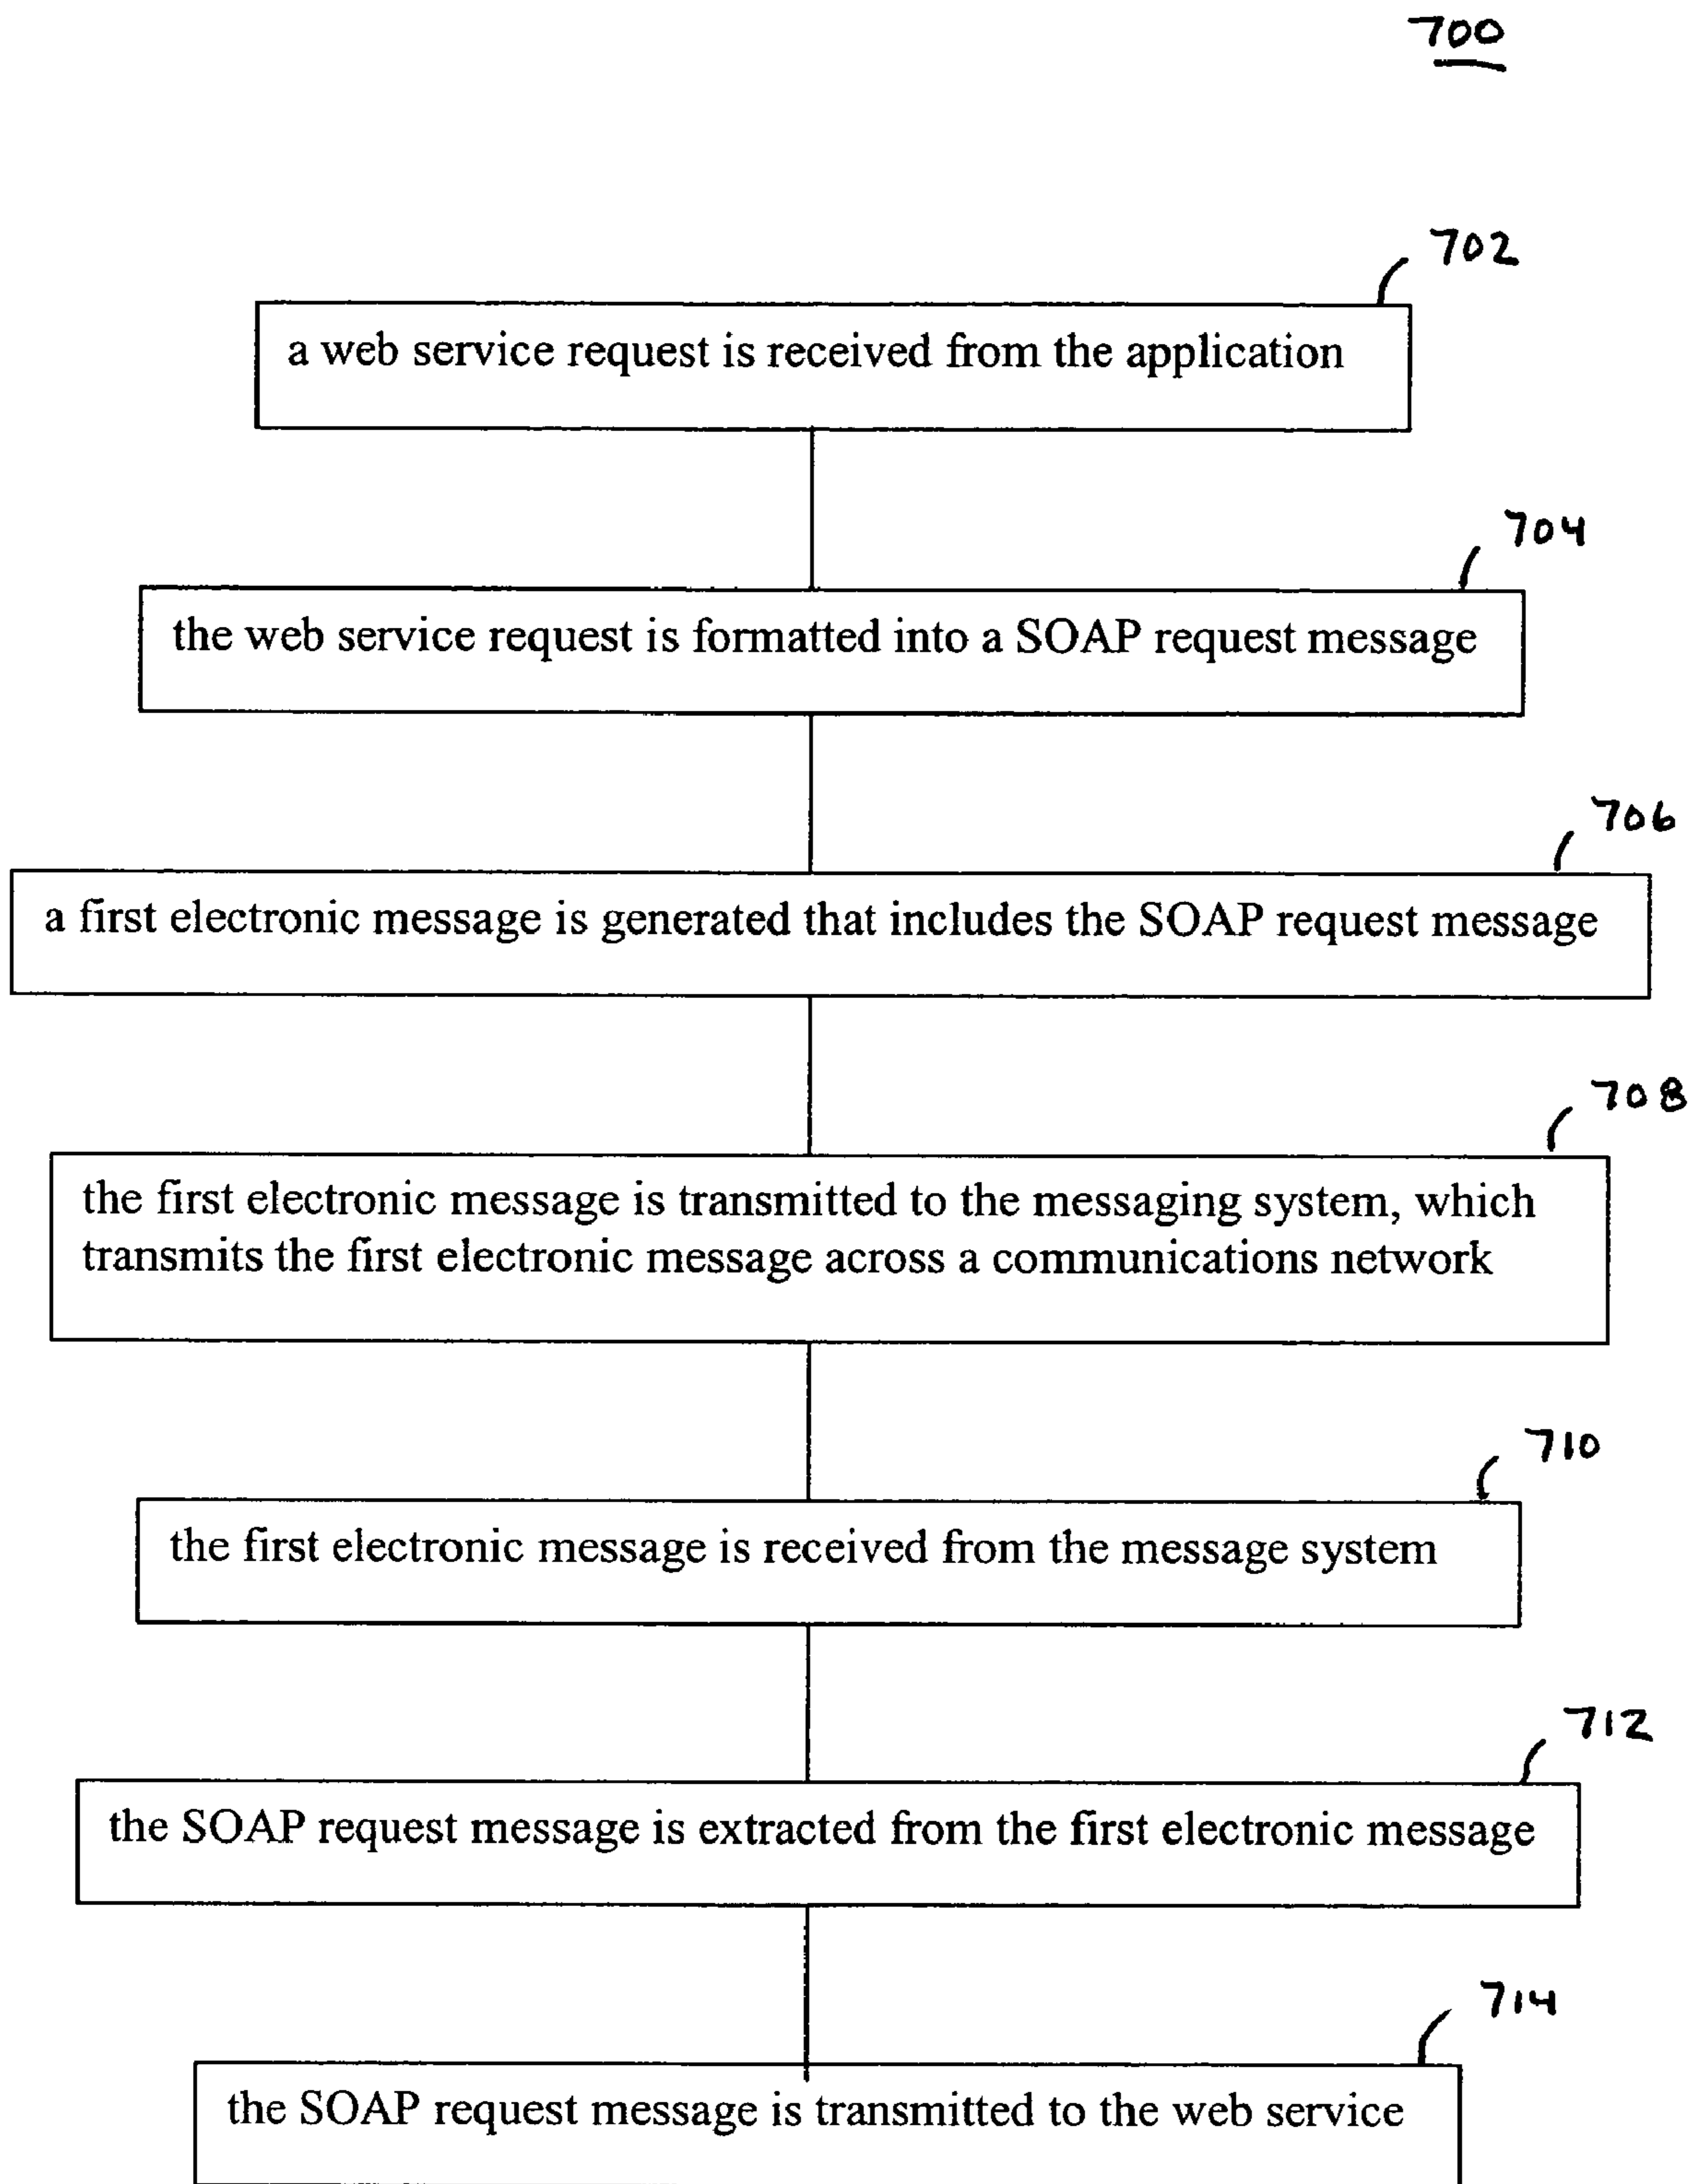 700
702
a web service request is received from the application
704
the web service request is formatted into a SOAP request message
706
a first electronic message is generated that includes the SOAP request message
708
the first electronic message is transmitted to the messaging system, which
transmits the first electronic message across a communications network
710
the first electronic message is received from the message system
712
the SOAP request message is extracted from the first electronic message
714
the SOAP request message is transmitted to the web service